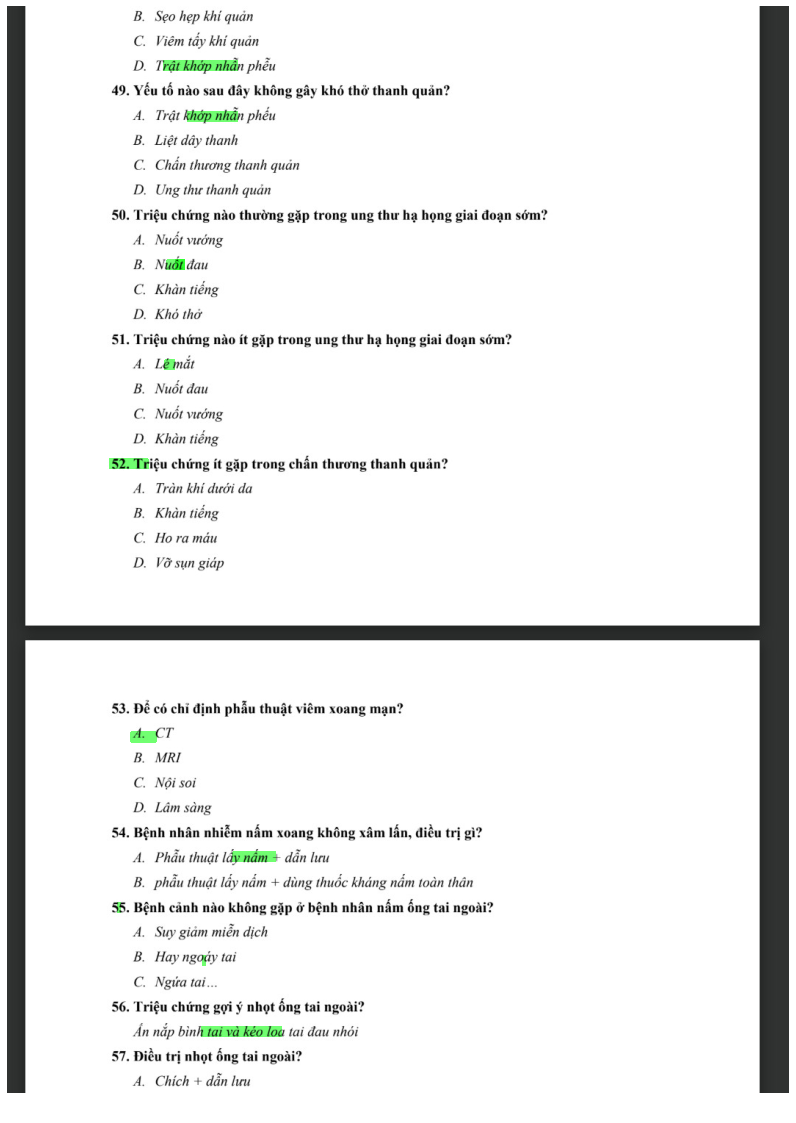 B. Sẹo hẹp khí quản
C. Viêm tấy khí quản
D. Trật khớp nhẫn phễu
49. Yếu tố nào sau đây không gây khó thở thanh quản?
A. Trật khớp nhẫn phễu
B. Liệt dây thanh
C. Chấn thương thanh quản
D. Ung thư thanh quản
50. Triệu chứng nào thường gặp trong ung thư hạ họng giai đoạn sớm?
A. Nuốt vướng
B. Nuốt đau
C. Khàn tiếng
D. Khó thở
51. Triệu chứng nào ít gặp trong ung thư hạ họng giai đoạn sớm?
A. Lé mắt
B. Nuốt đau
C. Nuốt vướng
D. Khàn tiếng
52. Triệu chứng ít gặp trong chấn thương thanh quản?
A. Tràn khí dưới da
B. Khàn tiếng
C. Ho ra máu
D. Vỡ sụn giáp
53. Để có chỉ định phẫu thuật viêm xoang mạn?
A. CT
B. MRI
C. Nội soi
D. Lâm sàng
54. Bệnh nhân nhiễm nấm xoang không xâm lấn, điều trị gì?
A. Phẫu thuật lấy nấm + dẫn lưu
B. phẫu thuật lấy nấm + dùng thuốc kháng nấm toàn thân
55. Bệnh cảnh nào không gặp ở bệnh nhân nấm ống tai ngoài?
A. Suy giảm miễn dịch
B. Hay ngoáy tai
C. Ngứa tai…
56. Triệu chứng gợi ý nhọt ống tai ngoài?
Ấn nắp bình tai và kéo loa tai đau nhói
57. Điều trị nhọt ống tai ngoài?
A. Chích + dẫn lưu